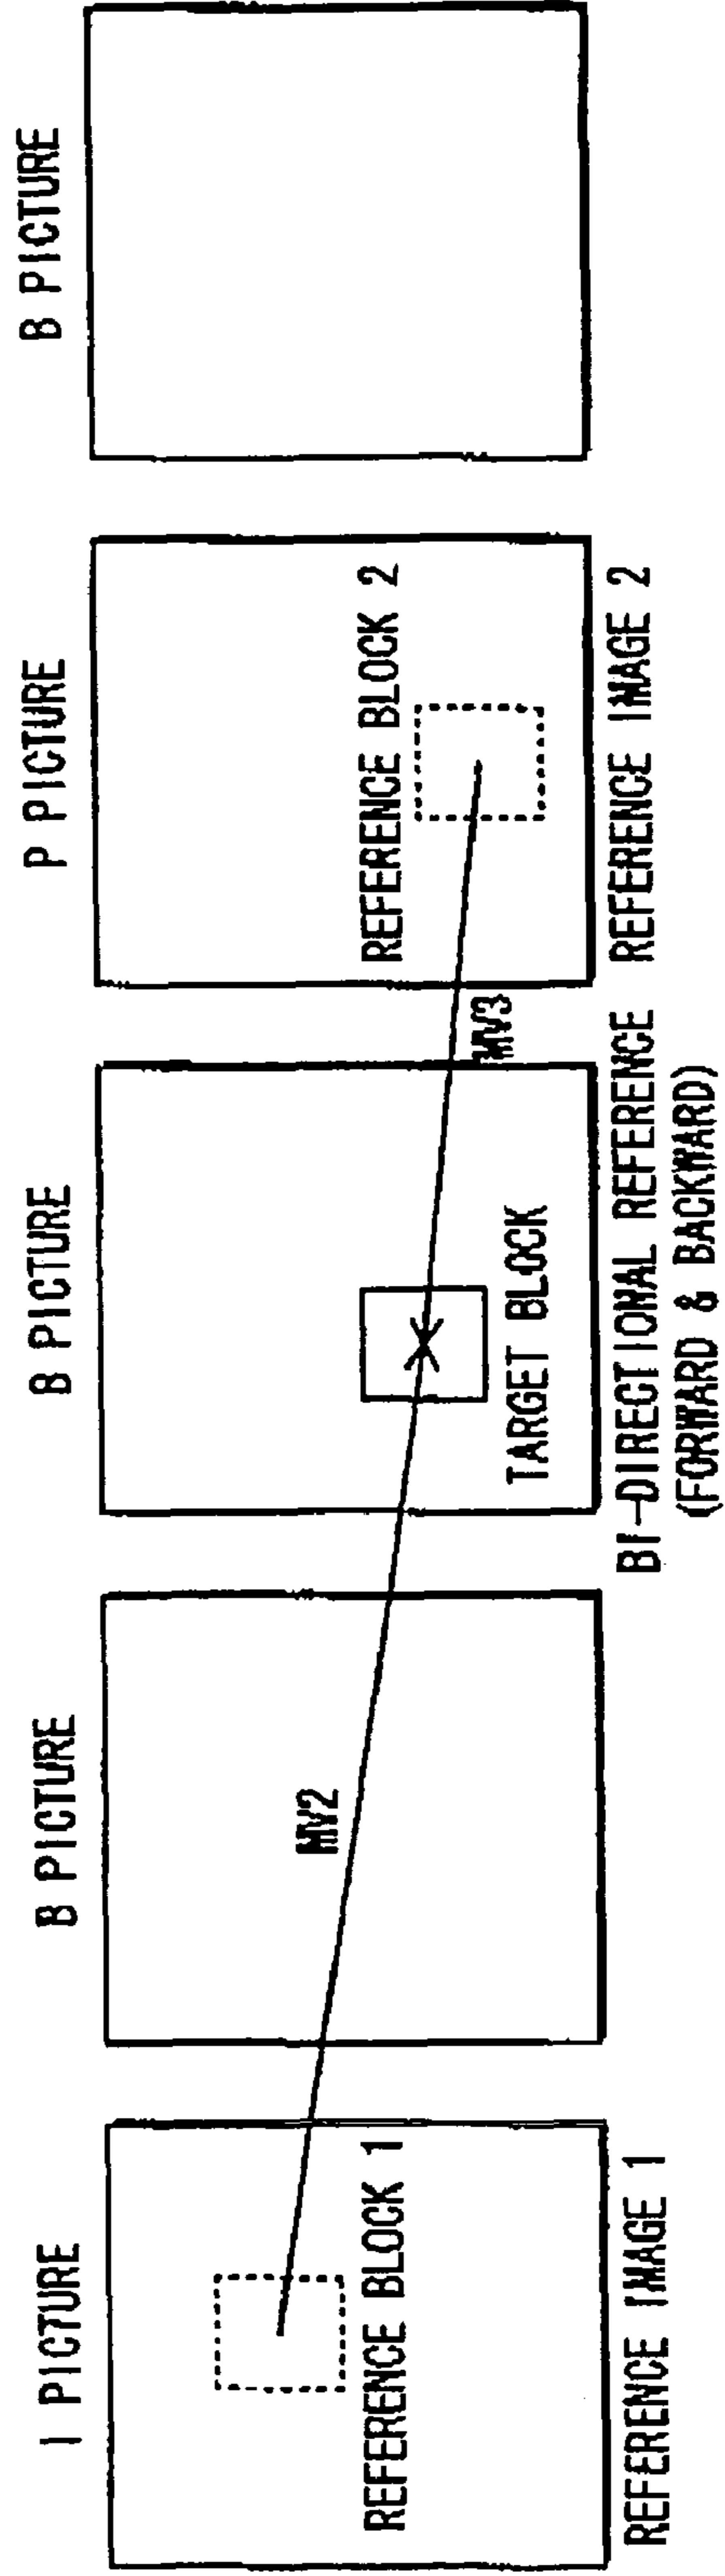 I PICTURE
B PICTURE
B PICTURE
P PICTURE
B PICTURE
MV2
REFERENCE BLOCK 1
TARGET BLOCK
MV3
REFERENCE BLOCK 2
REFERENCE IMAGE 1
BI-DIRECTIONAL REFERENCE
(FORWARD & BACKWARD)
REFERENCE IMAGE 2